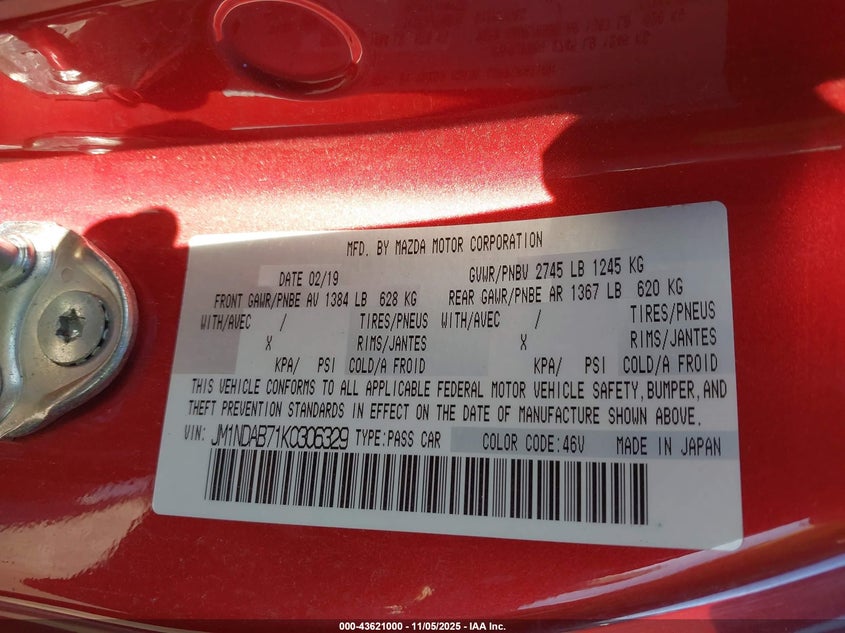 MFD. BY MAZDA MOTOR CORPORATION
DATE 02/19 GVWR/PNBV 2745 LB 1245 KG
FRONT GAWR/PNBE AV 1384 LB 628 KG REAR GAWR/PNBE AR 1367 LB 620 KG
WITH/AVEC / TIRES/PNEUS WITH/AVEC / TIRES/PNEUS
X RIMS/JANTES X RIMS/JANTES
KPA/ PSI COLD/A FROID KPA/ PSI COLD/A FROID
THIS VEHICLE CONFORMS TO ALL APPLICABLE FEDERAL MOTOR VEHICLE SAFETY, BUMPER, AND
THEFT PREVENTION STANDARDS IN EFFECT ON THE DATE OF MANUFACTURE SHOWN ABOVE.
VIN: JM1NDAB71K0306329 TYPE:PASS CAR COLOR CODE:46V MADE IN JAPAN
000-43621000 - 11/05/2025 - IAA Inc.